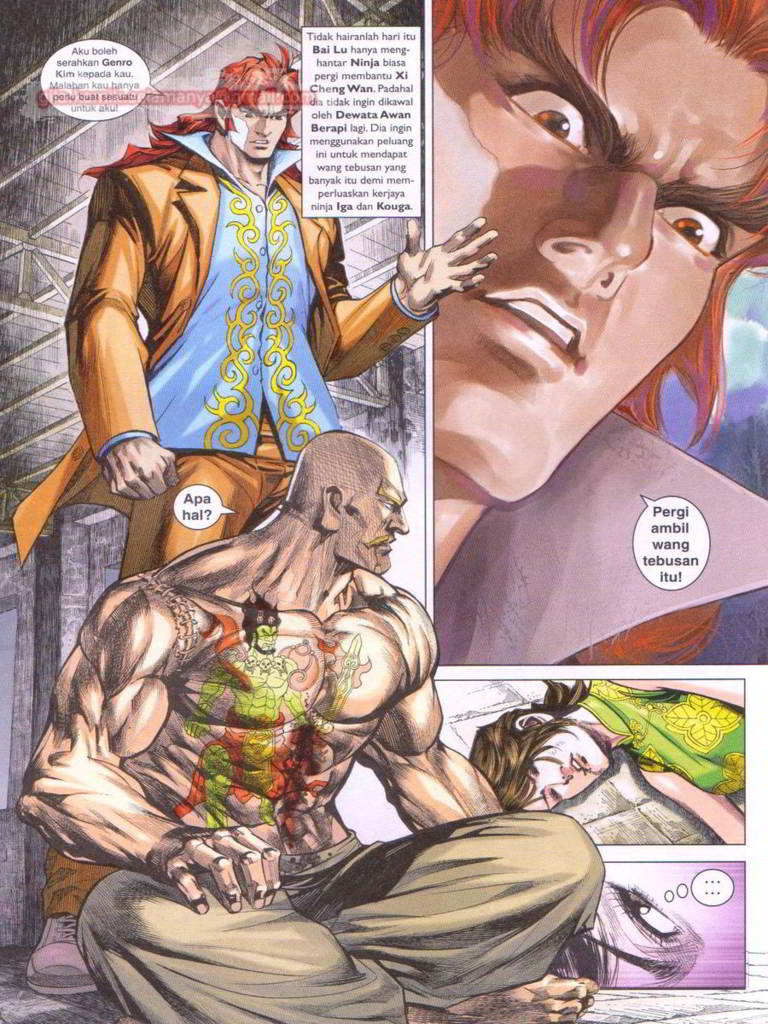 Aku boleh
serahkan Genro
Kim kepada kau.
Malahan kau hanya
perlu buat sesuatu
untuk aku!
Tidak hairanlah hari itu
Bai Lu hanya meng-
hantar Ninja biasa
pergi membantu Xi
Cheng Wan. Padahal
dia tidak ingin dikawal
oleh Dewata Awan
Berapi lagi. Dia ingin
menggunakan peluang
ini untuk mendapat
wang tebusan yang
banyak itu demi mem-
perluaskan kerjaya
ninja Iga dan Kouga.
Apa
hal?
Pergi
ambil
wang
tebusan
itu!
...
...